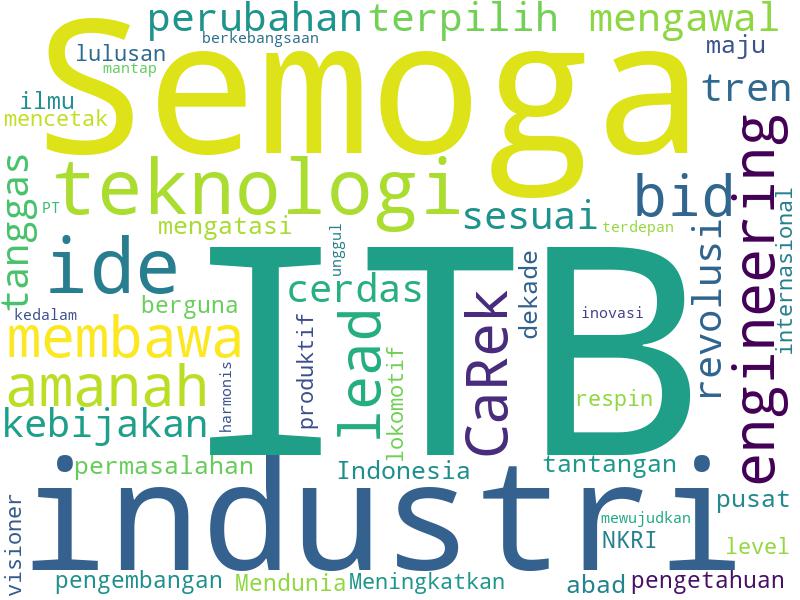 perubahan terpilih mengawal
berkebangsaan
lulusan
mantap
maju
Semoga
tren
ilmu
mencetak
engineering
tanggas
teknologi
bid
PT
sesuai
mengatasi
terdepan
internasional
unggul
revolusi
ide
ITB
dekade
cerdas
berguna
kedalam
inovasi
membawa
produktif
lead
CaRek
lokomotif
harmonis
amanah
respin
kebijakan
permasalahan
Indonesia
tantangan
industri
pusat
visioner
mewujudkan
NKRI
level
pengembangan
Mendunia
Meningkatkan
abad
pengetahuan